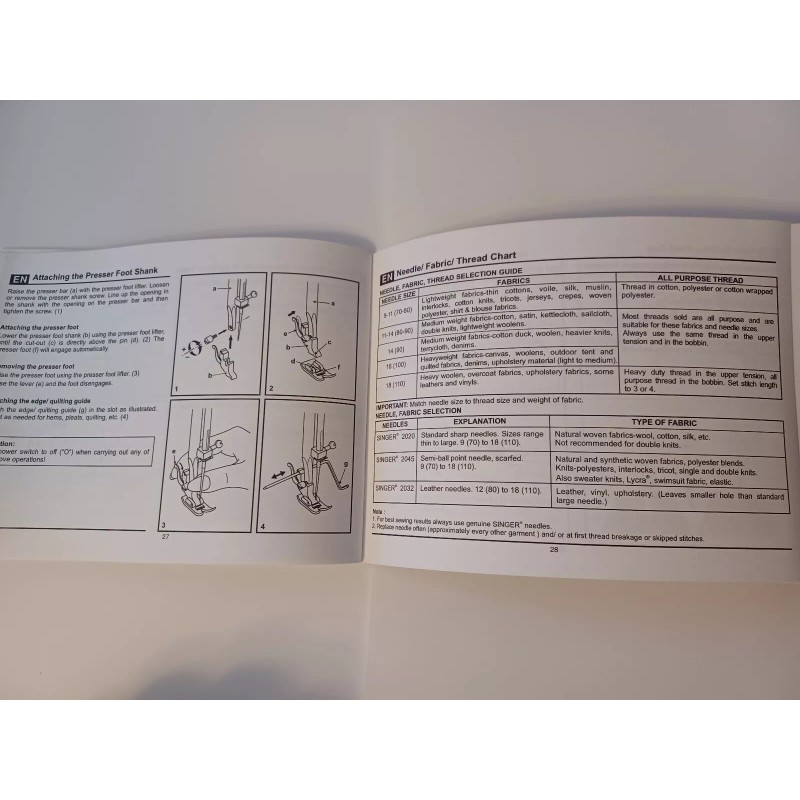 EN Attaching the Presser Foot Shank
Raise the presser bar (a) with the presser foot lifter. Loosen
or remove the presser shank screw. Line up the opening in
the shank with the opening on the presser bar and then
tighten the screw. (1)
Attaching the presser foot
Lower the presser foot shank (b) using the presser foot lifter,
until the cut-out (c) is directly above the pin (d). (2) The
presser foot (f) will engage automatically.
moving the presser foot
ise the presser foot using the presser foot lifter. (3)
se the lever (e) and the foot disengages.
ching the edge/ quilting guide
h the edge/ quilting guide (g) in the slot as illustrated.
t as needed for hems, pleats, quilting, etc. (4)
tion:
power switch to off ("O") when carrying out any of
ove operations!
a
b
1
a
e
b
c
d
f
2
e
3
g
4
27
EN Needle/ Fabric/ Thread Chart
NEEDLE, FABRIC, THREAD SELECTION GUIDE
NEEDLE SIZE
FABRICS
ALL PURPOSE THREAD
8-11 (70-80)
Lightweight fabrics-thin cottons, voile, silk, muslin,
interlocks, cotton knits, tricots, jerseys, crepes, woven
polyester, shirt & blouse fabrics.
Thread in cotton, polyester or cotton wrapped
polyester.
11-14 (80-90)
Medium weight fabrics-cotton, satin, kettlecloth, sailcloth,
double knits, lightweight woolens.
Most threads sold are all purpose and are
suitable for these fabrics and needle sizes.
Always use the same thread in the upper
tension and in the bobbin.
14 (90)
Medium weight fabrics-cotton duck, woolen, heavier knits,
terrycloth, denims.
16 (100)
Heavyweight fabrics-canvas, woolens, outdoor tent and
quilted fabrics, denims, upholstery material (light to medium)
18 (110)
Heavy woolen, overcoat fabrics, upholstery fabrics, some
leathers and vinyls.
Heavy duty thread in the upper tension, all
purpose thread in the bobbin. Set stitch length
to 3 or 4.
IMPORTANT: Match needle size to thread size and weight of fabric.
NEEDLE, FABRIC SELECTION
NEEDLES
EXPLANATION
TYPE OF FABRIC
SINGER® 2020
Standard sharp needles. Sizes range
thin to large. 9 (70) to 18 (110).
Natural woven fabrics-wool, cotton, silk, etc.
Not recommended for double knits.
SINGER® 2045
Semi-ball point needle, scarfed.
9 (70) to 18 (110).
Natural and synthetic woven fabrics, polyester blends.
Knits-polyesters, interlocks, tricot, single and double knits.
Also sweater knits, Lycra®, swimsuit fabric, elastic.
SINGER® 2032
Leather needles. 12 (80) to 18 (110).
Leather, vinyl, upholstery. (Leaves smaller hole than standard
large needle.)
Note :
1. For best sewing results always use genuine SINGER® needles.
2. Replace needle often (approximately every other garment ) and/ or at first thread breakage or skipped stitches.
28